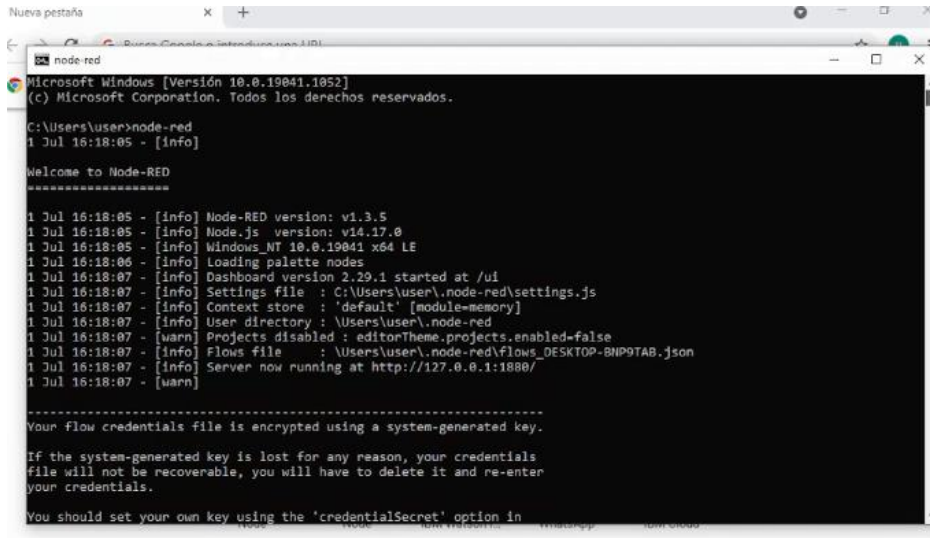 Nueva pestaña
Busca Google o introduce una URL
node-red
Microsoft Windows [Versión 10.0.19041.1052]
(c) Microsoft Corporation. Todos los derechos reservados.
C:\Users\user>node-red
1 Jul 16:18:05 - [info]
Welcome to Node-RED
===================
1 Jul 16:18:05 - [info] Node-RED version: v1.3.5
1 Jul 16:18:05 - [info] Node.js  version: v14.17.0
1 Jul 16:18:05 - [info] Windows_NT 10.0.19041 x64 LE
1 Jul 16:18:06 - [info] Loading palette nodes
1 Jul 16:18:07 - [info] Dashboard version 2.29.1 started at /ui
1 Jul 16:18:07 - [info] Settings file  : C:\Users\user\.node-red\settings.js
1 Jul 16:18:07 - [info] Context store  : 'default' [module=memory]
1 Jul 16:18:07 - [info] User directory : \Users\user\.node-red
1 Jul 16:18:07 - [warn] Projects disabled : editorTheme.projects.enabled=false
1 Jul 16:18:07 - [info] Flows file     : \Users\user\.node-red\flows_DESKTOP-BNP9TAB.json
1 Jul 16:18:07 - [info] Server now running at http://127.0.0.1:1880/
1 Jul 16:18:07 - [warn]
---------------------------------------------------------------------
Your flow credentials file is encrypted using a system-generated key.
If the system-generated key is lost for any reason, your credentials
file will not be recoverable, you will have to delete it and re-enter
your credentials.
You should set your own key using the 'credentialSecret' option in